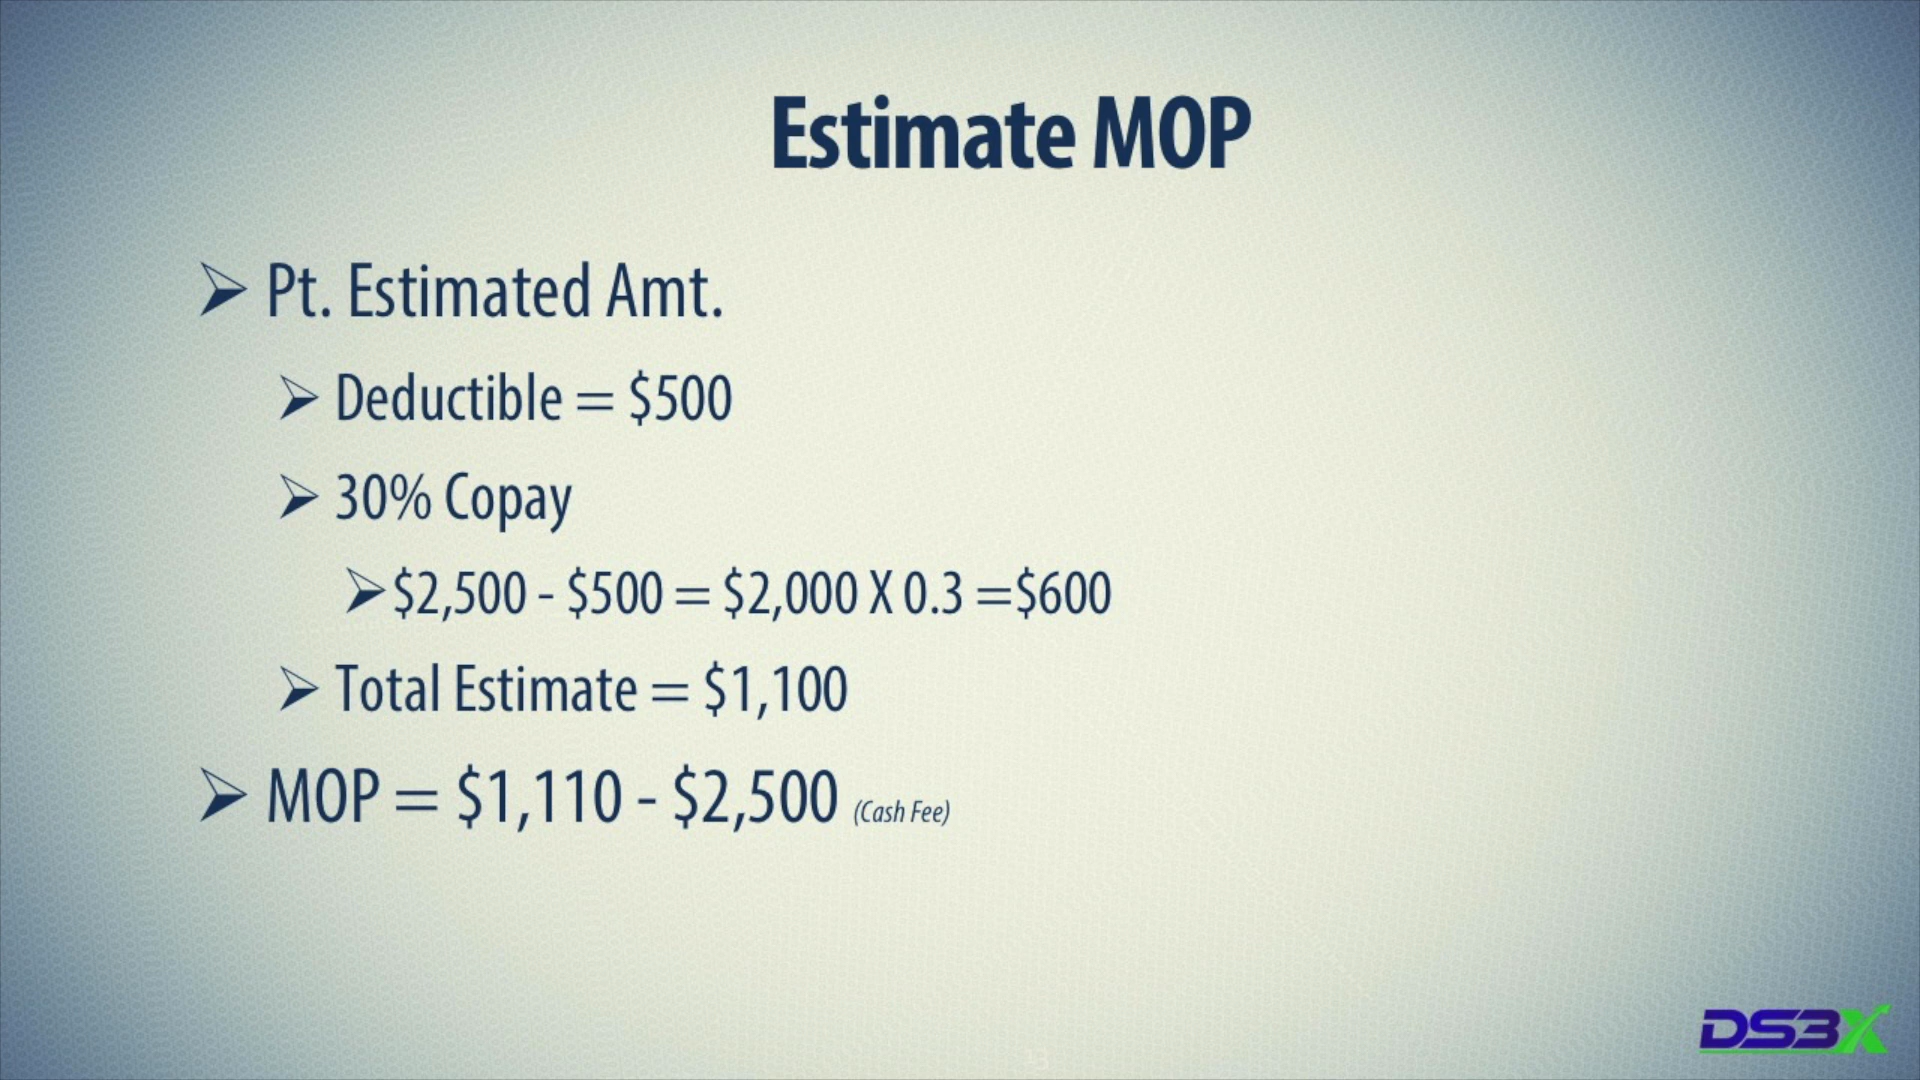 Estimate MOP
Pt. Estimated Amt.
Deductible = $500
30% Copay
$2,500 - $500 = $2,000 X 0.3 =$600
Total Estimate = $1,100
MOP = $1,110 - $2,500 (Cash Fee)
DS3X